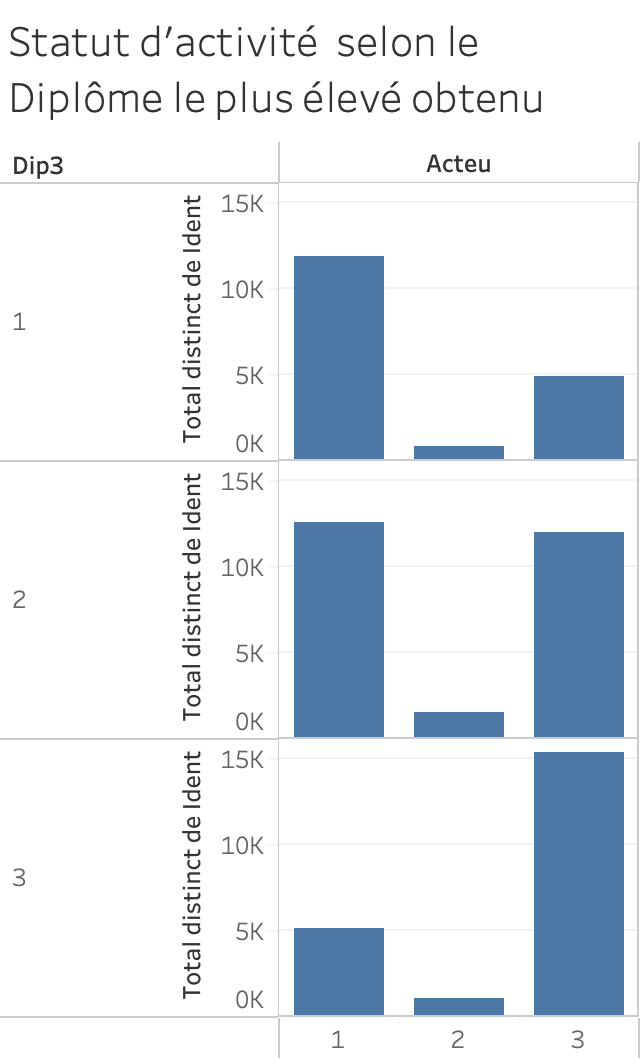 Statut d’activité  selon le
Diplôme le plus élevé obtenu
Dip3
Acteu
1
Total distinct de Ident
15K
10K
5K
0K
2
Total distinct de Ident
15K
10K
5K
0K
3
Total distinct de Ident
15K
10K
5K
0K
1 2 3